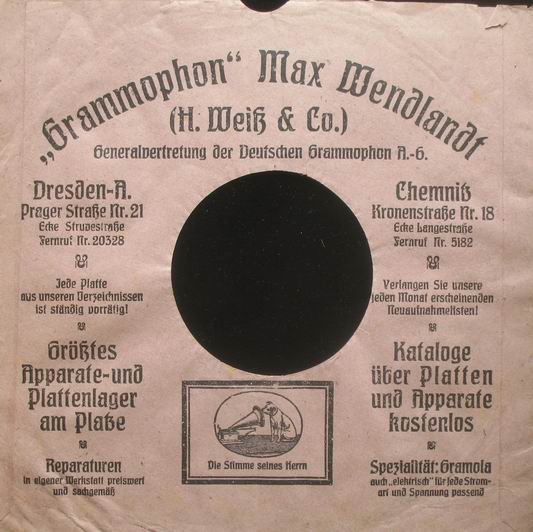 „Grammophon“ Max Wendlandt
(H. Weiß & Co.)
Generalvertretung der Deutschen Grammophon A.-G.
Dresden-A.
Prager Straße Nr. 21
Ecke Struvestraße
Fernruf Nr. 20328
Jede Platte
aus unseren Verzeichnissen
ist ständig vorrätig!
Größtes
Apparate-und
Plattenlager
am Platze
Reparaturen
in eigener Werkstatt preiswert
und sachgemäß
Chemnitz
Kronenstraße Nr. 18
Ecke Langestraße
Fernruf Nr. 5182
Verlangen Sie unsere
jeden Monat erscheinenden
Neuaufnahmelisten!
Kataloge
über Platten
und Apparate
kostenlos
Spezialität: Gramola
auch „elektrisch“ für jede Strom-
art und Spannung passend
Die Stimme seines Herrn